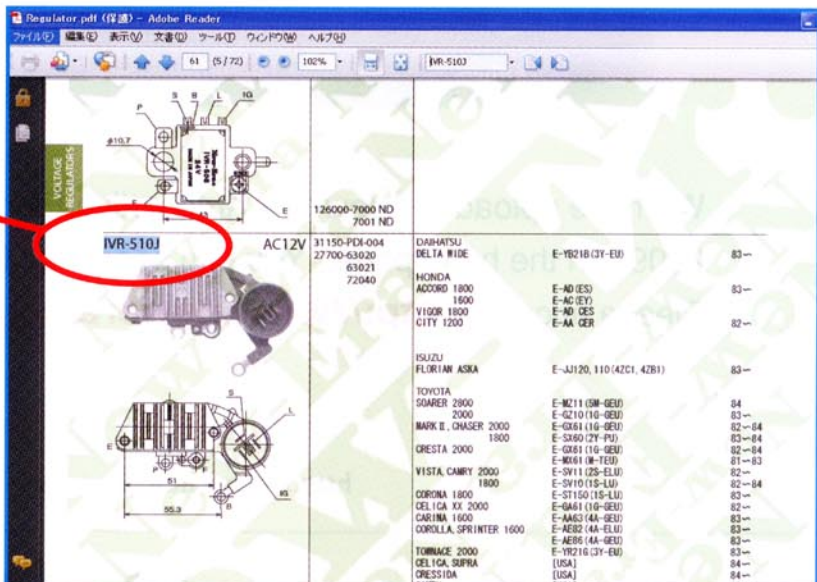 Regulator.pdf (保護) - Adobe Reader
ファイル(F) 編集(E) 表示(V) 文書(D) ツール(T) ウィンドウ(W) ヘルプ(H)
61 (5 / 72) 102% IVR-510J
VOLTAGE REGULATORS
P S B L IG
φ10.7
IVR-508
24V
E
126000-7000 ND
7001 ND
IVR-510J AC12V
31150-PDI-004
27700-63020
63021
72040
DAIHATSU
DELTA WIDE E-YB21B(3Y-EU) 83~
HONDA
ACCORD 1800 E-AD(ES) 83~
1600 E-AC(EY)
VIGOR 1800 E-AD CES
CITY 1200 E-AA CER 82~
ISUZU
FLORIAN ASKA E-JJ120, 110(4ZC1, 4ZB1) 83~
TOYOTA
SOARER 2800 E-MZ11(5M-GEU) 84
2000 E-GZ10(1G-GEU) 83~
MARKⅡ, CHASER 2000 E-GX61(1G-GEU) 82~84
1800 E-SX60(2Y-PU) 83~84
CRESTA 2000 E-GX61(1G-GEU) 82~
E-MX61(M-TEU) 81~83
VISTA, CAMRY 2000 E-SV11(2S-ELU) 82~
1800 E-SV10(1S-LU) 82~84
CORONA 1800 E-ST150(1S-LU) 83~
CELICA XX 2000 E-GA61(1G-GEU) 82~
CARINA 1600 E-AA63(4A-GEU) 83~
COROLLA, SPRINTER 1600 E-AE82(4A-ELU) 83~
E-AE86(4A-GEU) 83~
TOWNACE 2000 E-YR21G(3Y-EU) 83~
CELICA, SUPRA [USA] 84~
CRESSIDA [USA] 84~
S
L
E
P F
IG
51
B
55.3